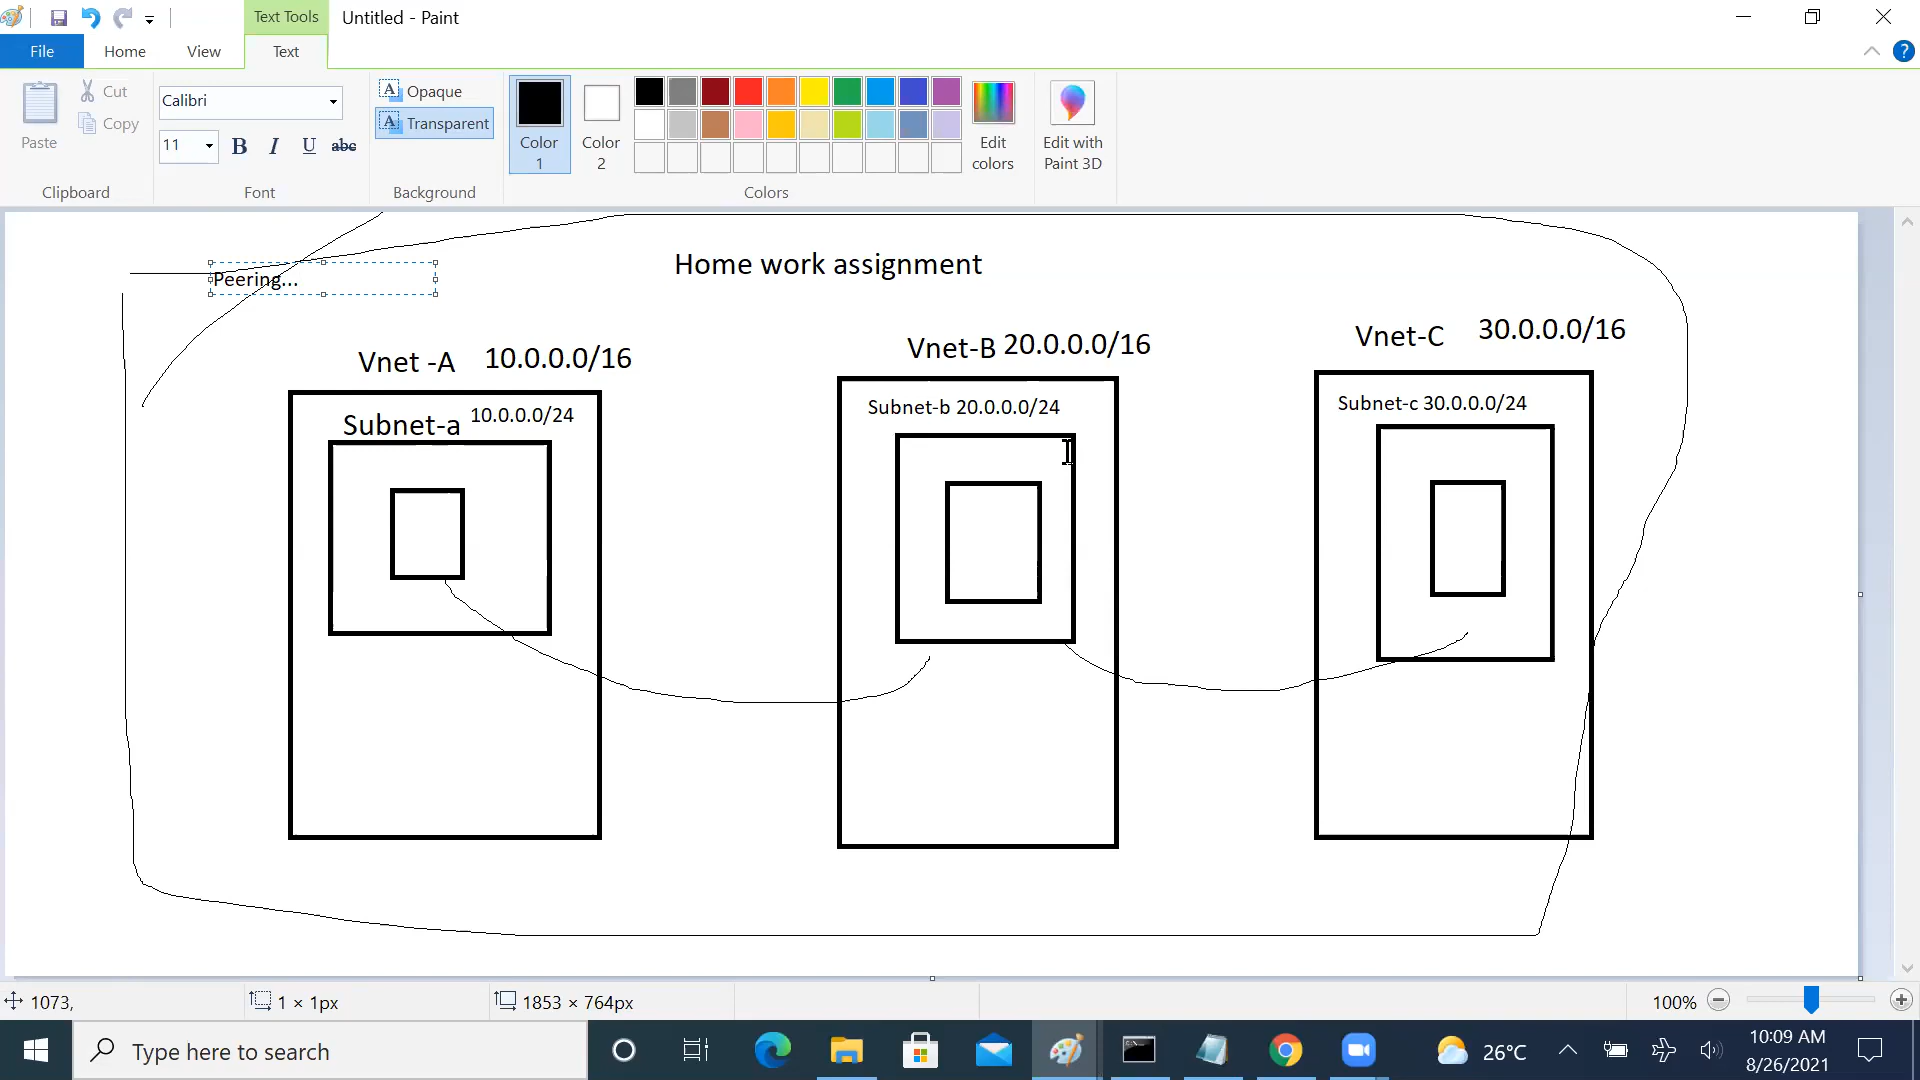 Text Tools
Untitled - Paint
File
Home
View
Text
Paste
Cut
Copy
Clipboard
Calibri
11
B I U abc
Font
Opaque
Transparent
Background
Color 1
Color 2
Edit colors
Colors
Edit with Paint 3D
Home work assignment
Peering...
Vnet -A 10.0.0.0/16
Vnet-B 20.0.0.0/16
Vnet-C 30.0.0.0/16
Subnet-a 10.0.0.0/24
Subnet-b 20.0.0.0/24
Subnet-c 30.0.0.0/24
1073,
1 × 1px
1853 × 764px
100%
Type here to search
26°C
10:09 AM
8/26/2021